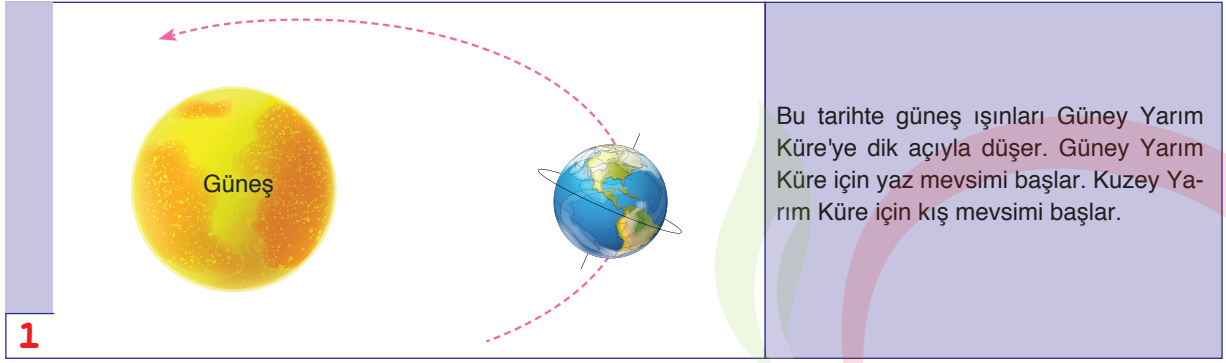 Güneş
Bu tarihte güneş ışınları Güney Yarım
Küre'ye dik açıyla düşer. Güney Yarım
Küre için yaz mevsimi başlar. Kuzey Ya-
rım Küre için kış mevsimi başlar.
1